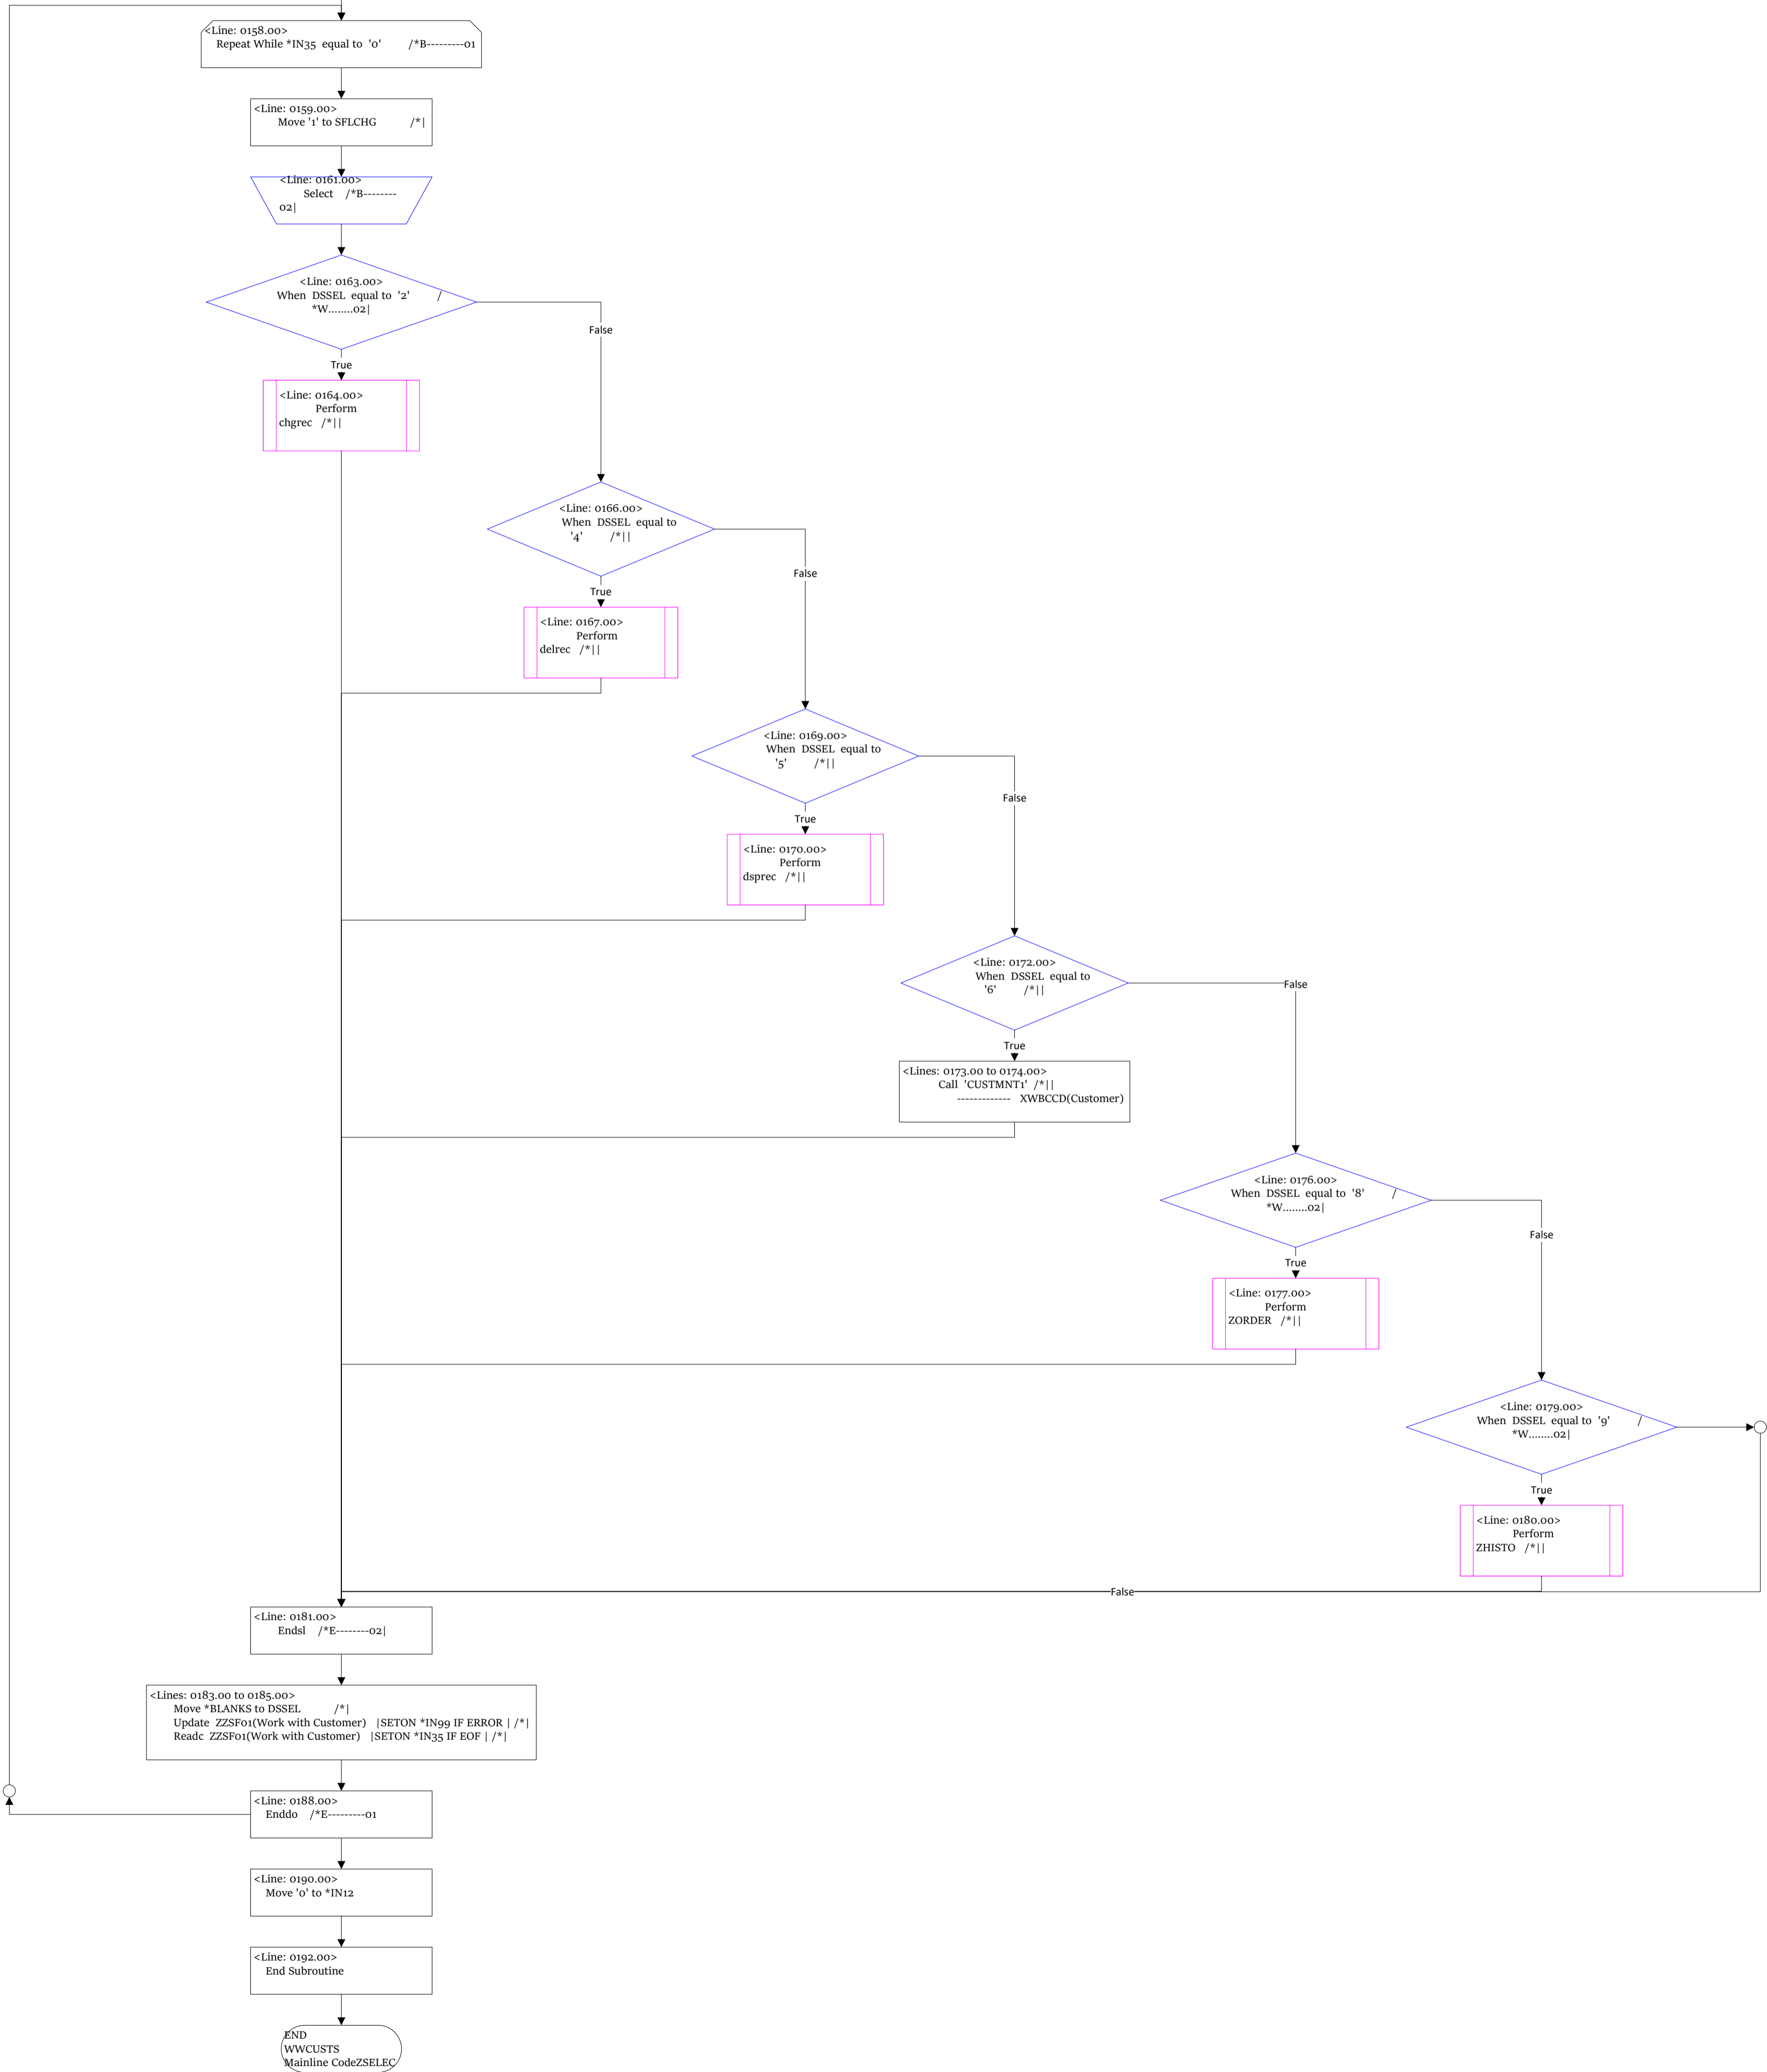 <Line: 0158.00>
Repeat While *IN35  equal to  '0'         /*B---------01
<Line: 0159.00>
Move '1' to SFLCHG           /*|
<Line: 0161.00>
Select    /*B--------
02|
<Line: 0163.00>
When  DSSEL  equal to  '2'         /
*W........02|
False
True
<Line: 0164.00>
Perform
chgrec   /*||
<Line: 0166.00>
When  DSSEL  equal to
'4'         /*||
False
True
<Line: 0167.00>
Perform
delrec   /*||
<Line: 0169.00>
When  DSSEL  equal to
'5'         /*||
False
True
<Line: 0170.00>
Perform
dsprec   /*||
<Line: 0172.00>
When  DSSEL  equal to
'6'         /*||
False
True
<Lines: 0173.00 to 0174.00>
Call  'CUSTMNT1'  /*||
-------------   XWBCCD(Customer)
<Line: 0176.00>
When  DSSEL  equal to  '8'         /
*W........02|
False
True
<Line: 0177.00>
Perform
ZORDER   /*||
<Line: 0179.00>
When  DSSEL  equal to  '9'         /
*W........02|
True
<Line: 0180.00>
Perform
ZHISTO   /*||
False
<Line: 0181.00>
Endsl    /*E--------02|
<Lines: 0183.00 to 0185.00>
Move *BLANKS to DSSEL           /*|
Update  ZZSF01(Work with Customer)   |SETON *IN99 IF ERROR | /*|
Readc  ZZSF01(Work with Customer)   |SETON *IN35 IF EOF | /*|
<Line: 0188.00>
Enddo    /*E---------01
<Line: 0190.00>
Move '0' to *IN12
<Line: 0192.00>
End Subroutine
END
WWCUSTS
Mainline CodeZSELEC